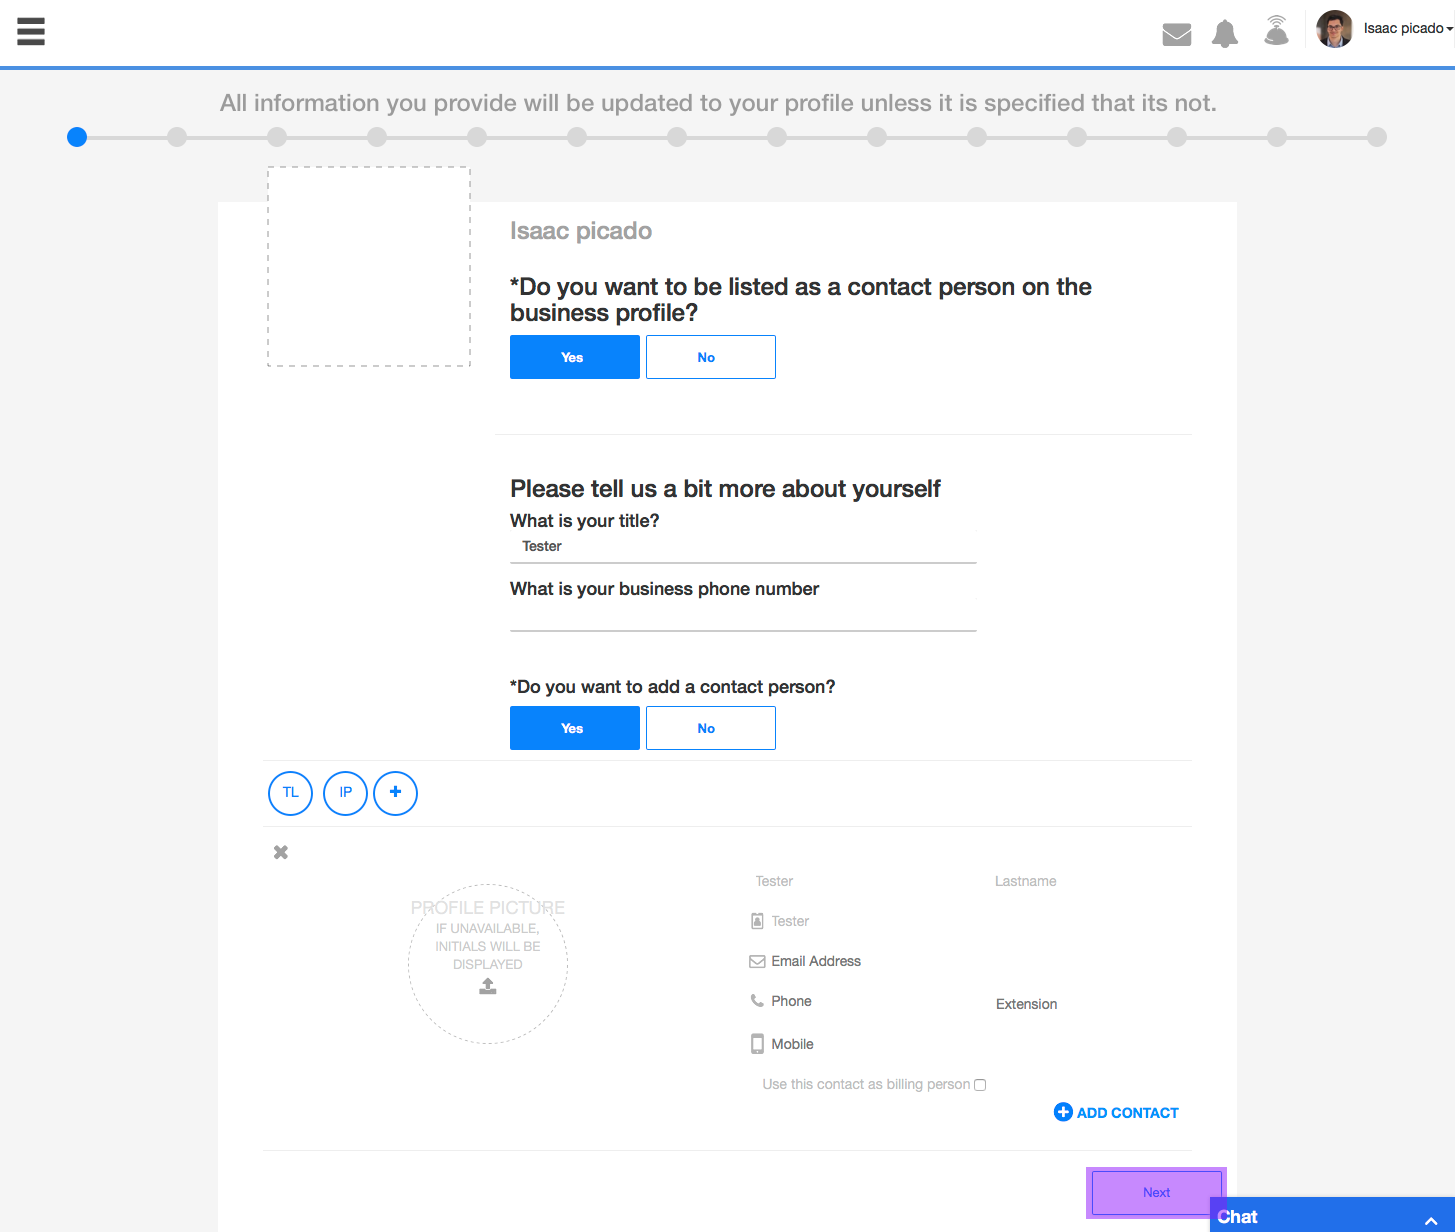 Isaac picado
All information you provide will be updated to your profile unless it is specified that its not.
Isaac picado
*Do you want to be listed as a contact person on the
business profile?
Yes No
Please tell us a bit more about yourself
What is your title?
Tester
What is your business phone number
*Do you want to add a contact person?
Yes No
TL IP
PROFILE PICTURE
IF UNAVAILABLE,
INITIALS WILL BE
DISPLAYED
Tester Lastname
Tester
Email Address
Phone Extension
Mobile
Use this contact as billing person
ADD CONTACT
Next
Chat